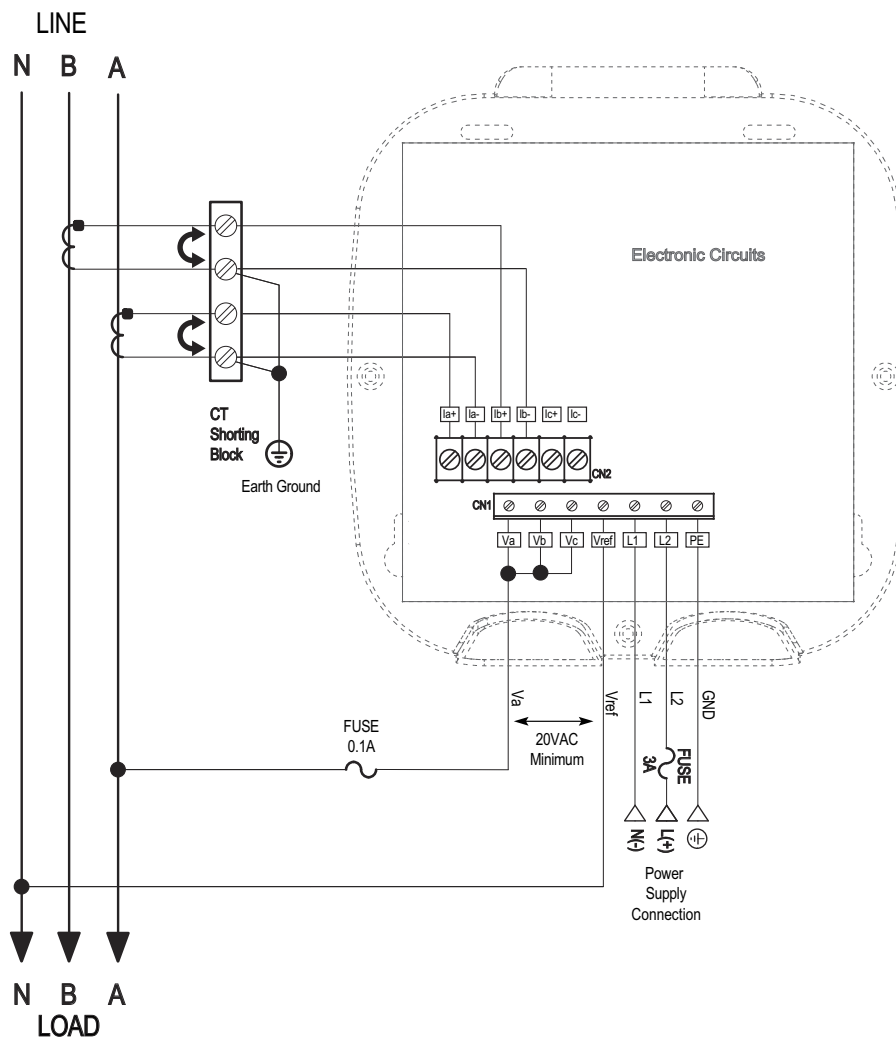 LINE
N B A
Electronic Circuits
CT
Shorting
Block
Earth Ground
Ia+ Ia- Ib+ Ib- Ic+ Ic-
CN2
CN1
Va Vb Vc Vref L1 L2 PE
Va
Vref
L1
L2
GND
20VAC
Minimum
FUSE
0.1A
FUSE
3A
N(-)
L(+)
Power
Supply
Connection
N B A
LOAD